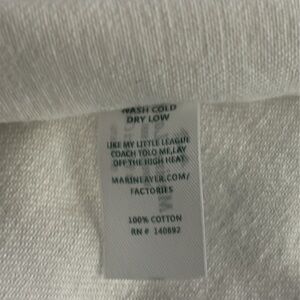 WASH COLD
DRY LOW
LIKE MY LITTLE LEAGUE
COACH TOLD ME, LAY
OFF THE HIGH HEAT
MARINELAYER.COM/
FACTORIES
100% COTTON
RN # 140692